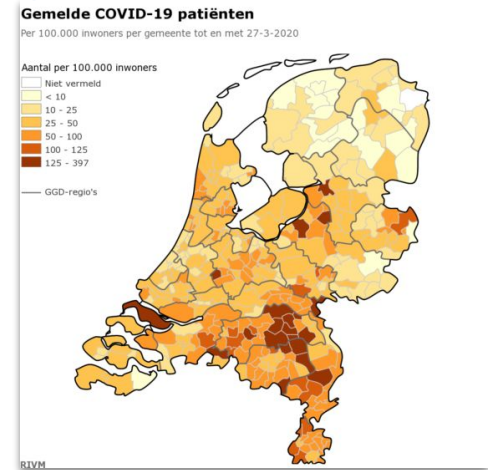 Gemelde COVID-19 patiënten
Per 100.000 inwoners per gemeente tot en met 27-3-2020
Aantal per 100.000 inwoners
Niet vermeld
< 10
10 - 25
25 - 50
50 - 100
100 - 125
125 - 397
GGD-regio's
RIVM